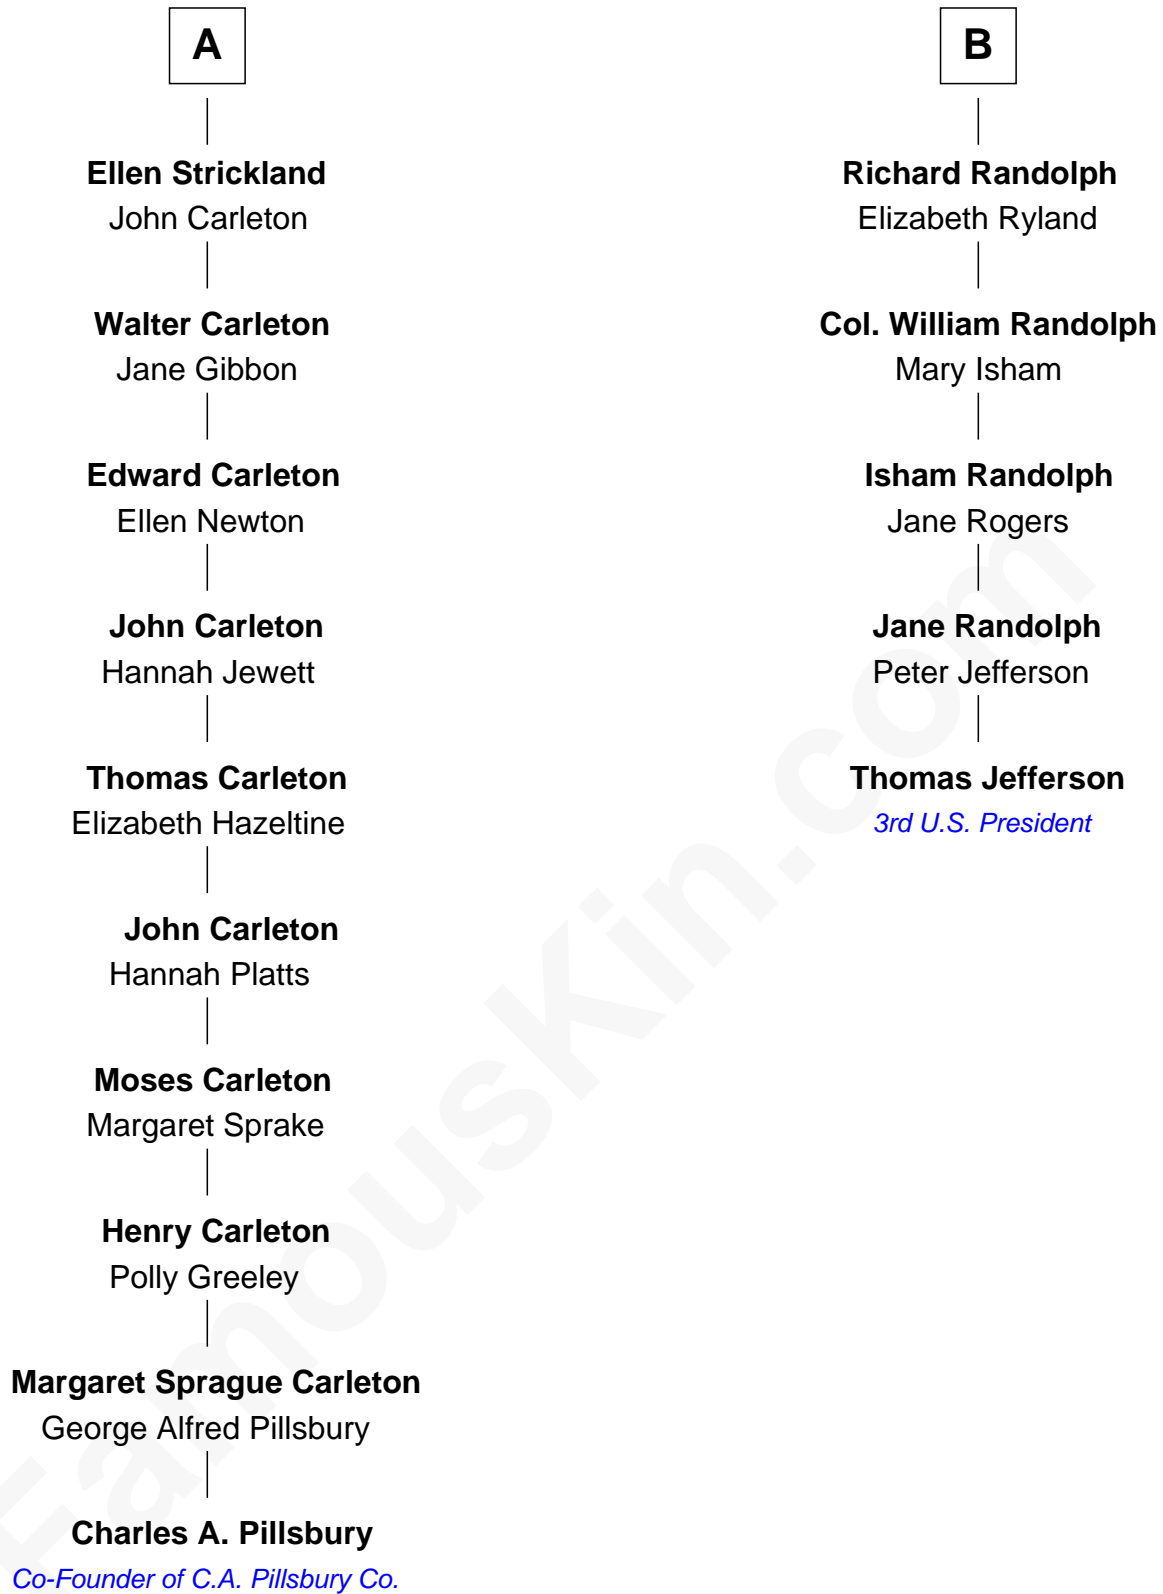 A
Ellen Strickland
John Carleton
Walter Carleton
Jane Gibbon
Edward Carleton
Ellen Newton
John Carleton
Hannah Jewett
Thomas Carleton
Elizabeth Hazeltine
John Carleton
Hannah Platts
Moses Carleton
Margaret Sprake
Henry Carleton
Polly Greeley
Margaret Sprague Carleton
George Alfred Pillsbury
Charles A. Pillsbury
Co-Founder of C.A. Pillsbury Co.
B
Richard Randolph
Elizabeth Ryland
Col. William Randolph
Mary Isham
Isham Randolph
Jane Rogers
Jane Randolph
Peter Jefferson
Thomas Jefferson
3rd U.S. President
FamousKin.com